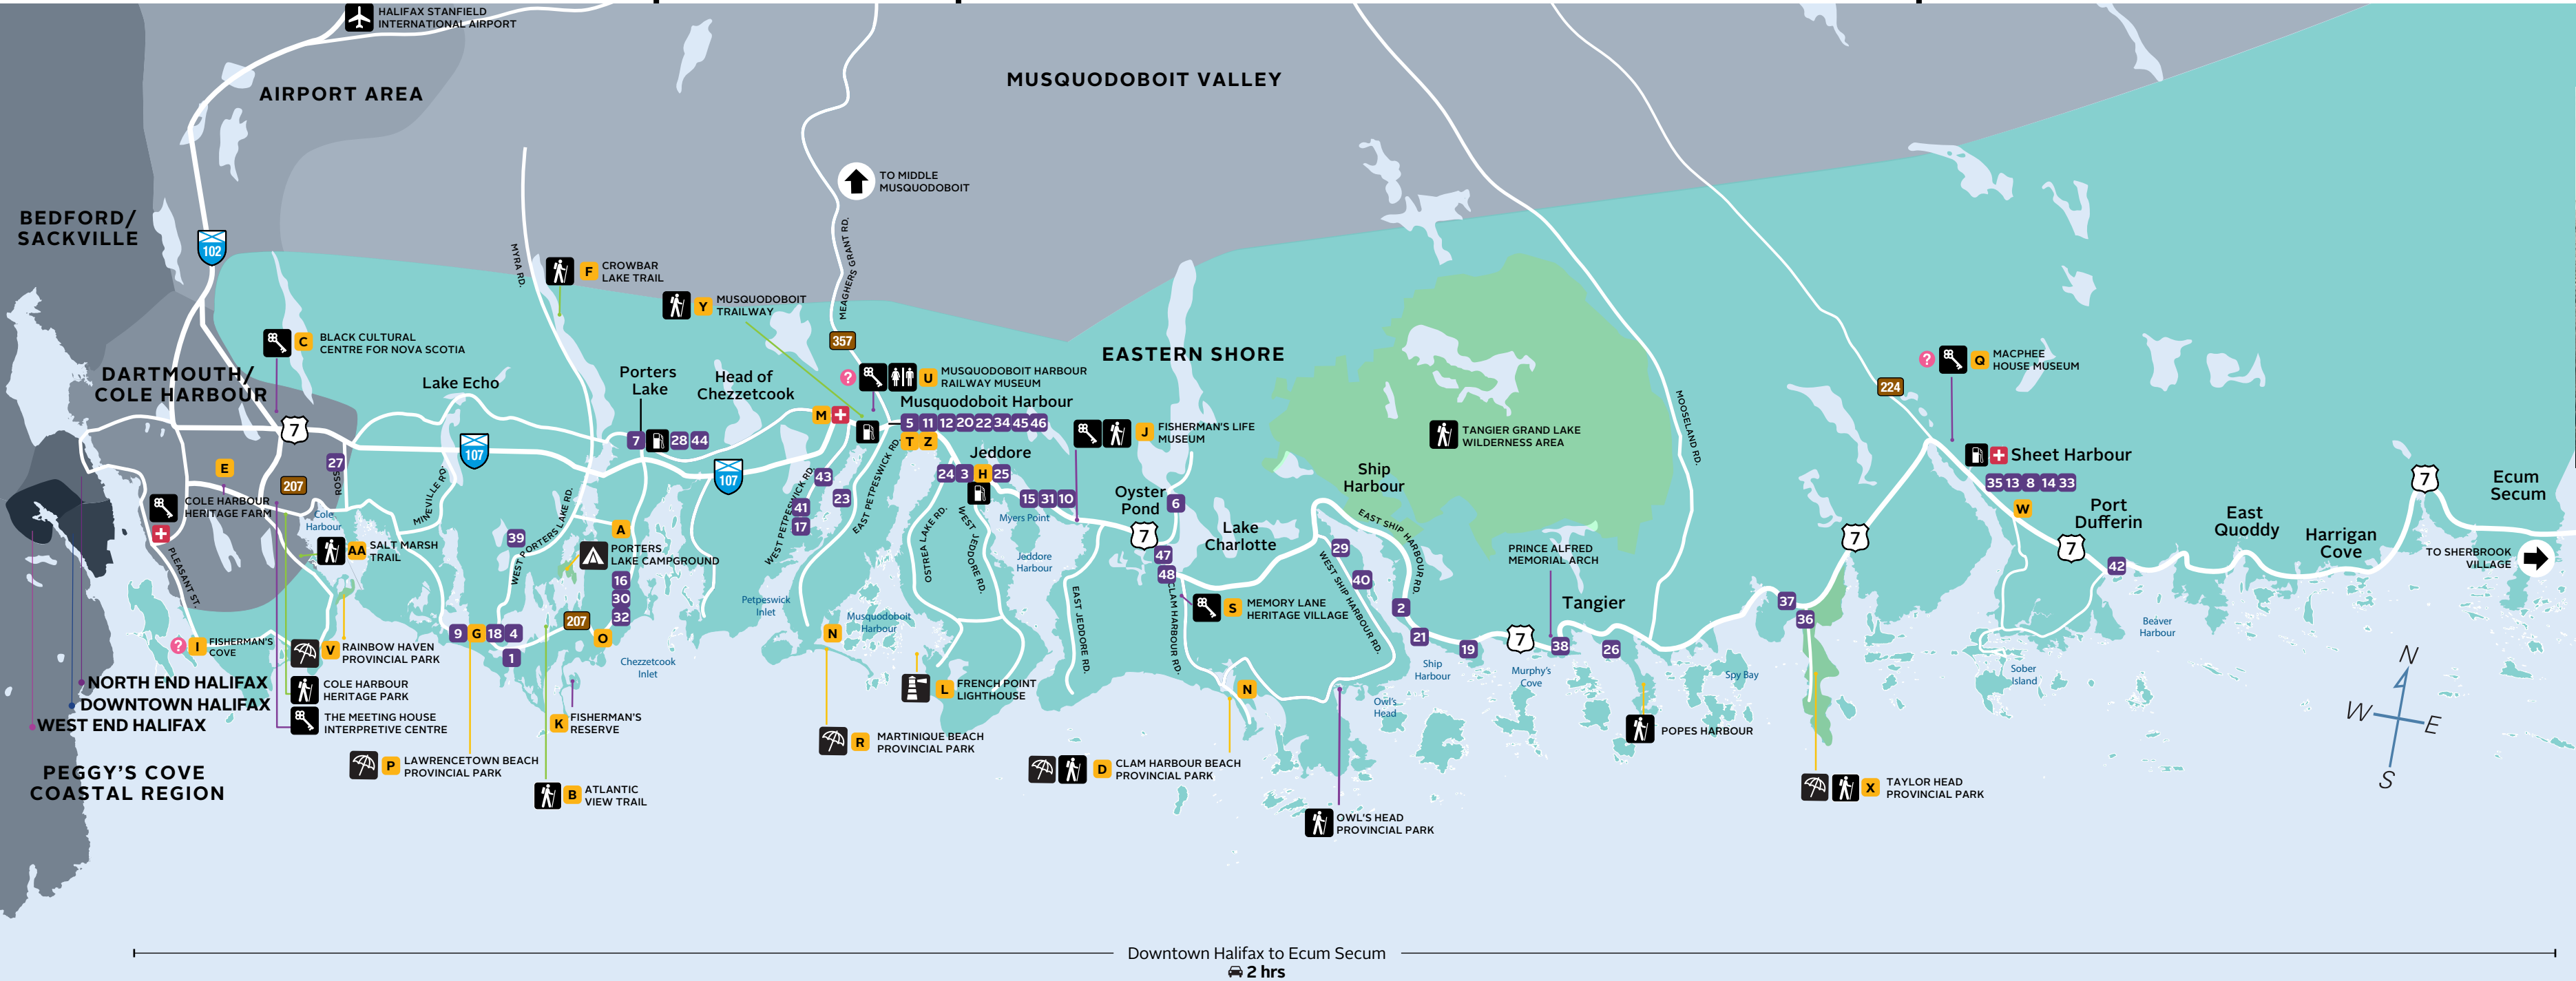 HALIFAX STANFIELD
INTERNATIONAL AIRPORT
AIRPORT AREA
MUSQUODOBOIT VALLEY
TO MIDDLE
MUSQUODOBOIT
BEDFORD/
SACKVILLE
102
MYRA RD.
MEAGHERS GRANT RD.
F CROWBAR
LAKE TRAIL
Y MUSQUODOBOIT
TRAILWAY
357
C BLACK CULTURAL
CENTRE FOR NOVA SCOTIA
EASTERN SHORE
DARTMOUTH/
COLE HARBOUR
Lake Echo
Porters
Lake
Head of
Chezzetcook
? U MUSQUODOBOIT HARBOUR
RAILWAY MUSEUM
Musquodoboit Harbour
M
5 11 12 20 22 34 45 46
T Z
7
107
7 28 44
107
J FISHERMAN'S LIFE
MUSEUM
TANGIER GRAND LAKE
WILDERNESS AREA
MOOSELAND RD.
224
? Q MACPHEE
HOUSE MUSEUM
Sheet Harbour
35 13 8 14 33
W
7
Ecum
Secum
E
27
207
ROSS
COLE HARBOUR
HERITAGE FARM
Cole
Harbour
MINEVILLE RD.
PLEASANT ST.
AA SALT MARSH
TRAIL
39
WEST PORTERS LAKE RD.
A
PORTERS
LAKE CAMPGROUND
16
30
32
207
O
43
41
17
23
WEST PETPESWICK RD.
EAST PETPESWICK RD.
Jeddore
24 3 H 25
15 31 10
Myers Point
Jeddore
Harbour
OSTREA LAKE RD.
WEST JEDDORE RD.
EAST JEDDORE RD.
Oyster
Pond
6
7
47
48
Lake
Charlotte
CLAM HARBOUR RD.
S MEMORY LANE
HERITAGE VILLAGE
Ship
Harbour
EAST SHIP HARBOUR RD.
WEST SHIP HARBOUR RD.
29
40
2
21
19
7
38
26
PRINCE ALFRED
MEMORIAL ARCH
Tangier
37
36
7
Port
Dufferin
7
42
East
Quoddy
Harrigan
Cove
TO SHERBROOK
VILLAGE
Beaver
Harbour
Sober
Island
Petpeswick
Inlet
Musquodoboit
Harbour
N
9 G 18 4
1
Chezzetcook
Inlet
? I FISHERMAN'S
COVE
V RAINBOW HAVEN
PROVINCIAL PARK
COLE HARBOUR
HERITAGE PARK
THE MEETING HOUSE
INTERPRETIVE CENTRE
NORTH END HALIFAX
DOWNTOWN HALIFAX
WEST END HALIFAX
PEGGY'S COVE
COASTAL REGION
P LAWRENCETOWN BEACH
PROVINCIAL PARK
K FISHERMAN'S
RESERVE
B ATLANTIC
VIEW TRAIL
L FRENCH POINT
LIGHTHOUSE
R MARTINIQUE BEACH
PROVINCIAL PARK
N
D CLAM HARBOUR BEACH
PROVINCIAL PARK
Owl's
Head
OWL'S HEAD
PROVINCIAL PARK
Ship
Harbour
Murphy's
Cove
Spy Bay
POPES HARBOUR
X TAYLOR HEAD
PROVINCIAL PARK
N
W
E
S
Downtown Halifax to Ecum Secum
2 hrs